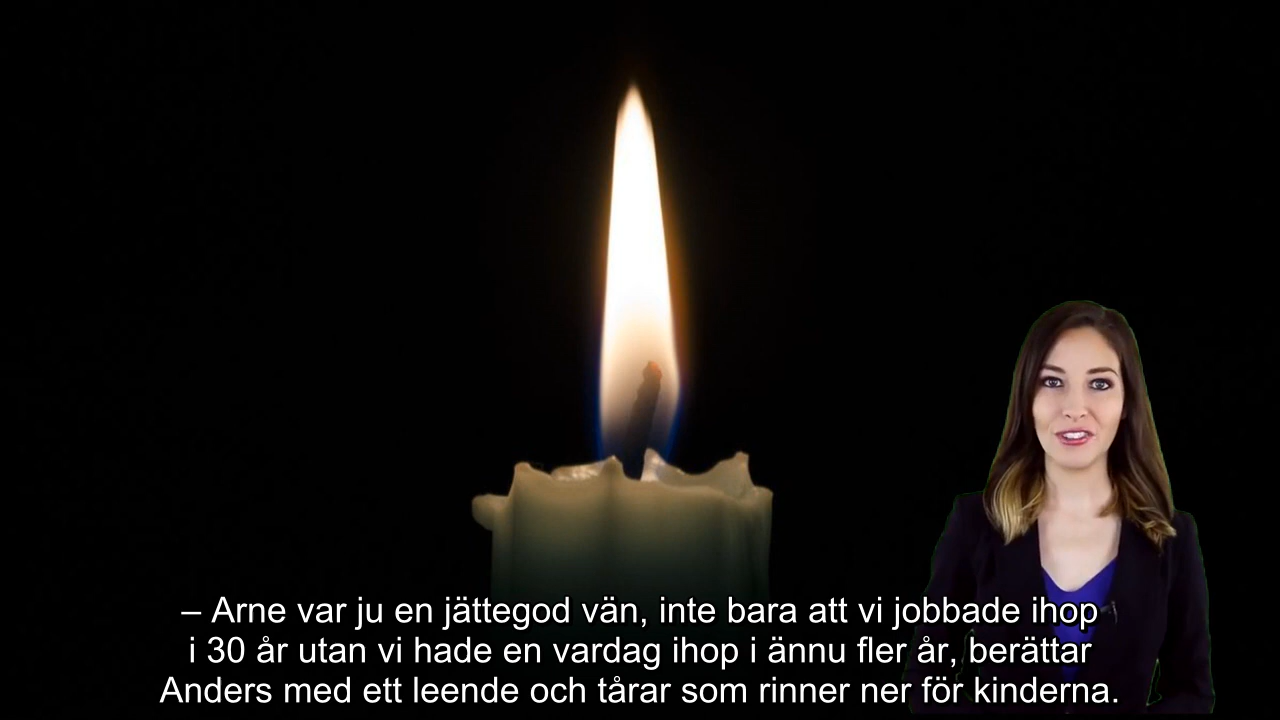 – Arne var ju en jättegod vän, inte bara att vi jobbade ihop
i 30 år utan vi hade en vardag ihop i ännu fler år, berättar
Anders med ett leende och tårar som rinner ner för kinderna.